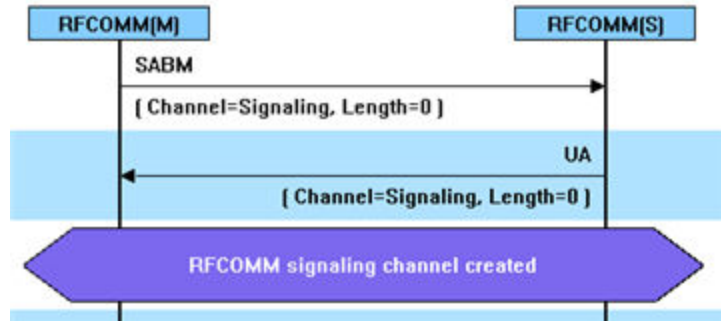 RFCOMM(M) RFCOMM(S)
SABM
( Channel=Signaling, Length=0 )
UA
( Channel=Signaling, Length=0 )
RFCOMM signaling channel created